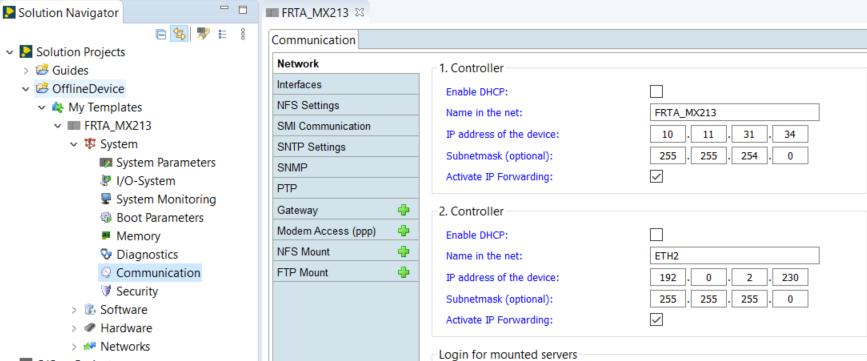 Solution Navigator
Solution Projects
Guides
OfflineDevice
My Templates
FRTA_MX213
System
System Parameters
I/O-System
System Monitoring
Boot Parameters
Memory
Diagnostics
Communication
Security
Software
Hardware
Networks
FRTA_MX213
Communication
Network
Interfaces
NFS Settings
SMI Communication
SNTP Settings
SNMP
PTP
Gateway
Modem Access (ppp)
NFS Mount
FTP Mount
1. Controller
Enable DHCP:
Name in the net: FRTA_MX213
IP address of the device: 10 . 11 . 31 . 34
Subnetmask (optional): 255 . 255 . 254 . 0
Activate IP Forwarding:
2. Controller
Enable DHCP:
Name in the net: ETH2
IP address of the device: 192 . 0 . 2 . 230
Subnetmask (optional): 255 . 255 . 255 . 0
Activate IP Forwarding:
Login for mounted servers